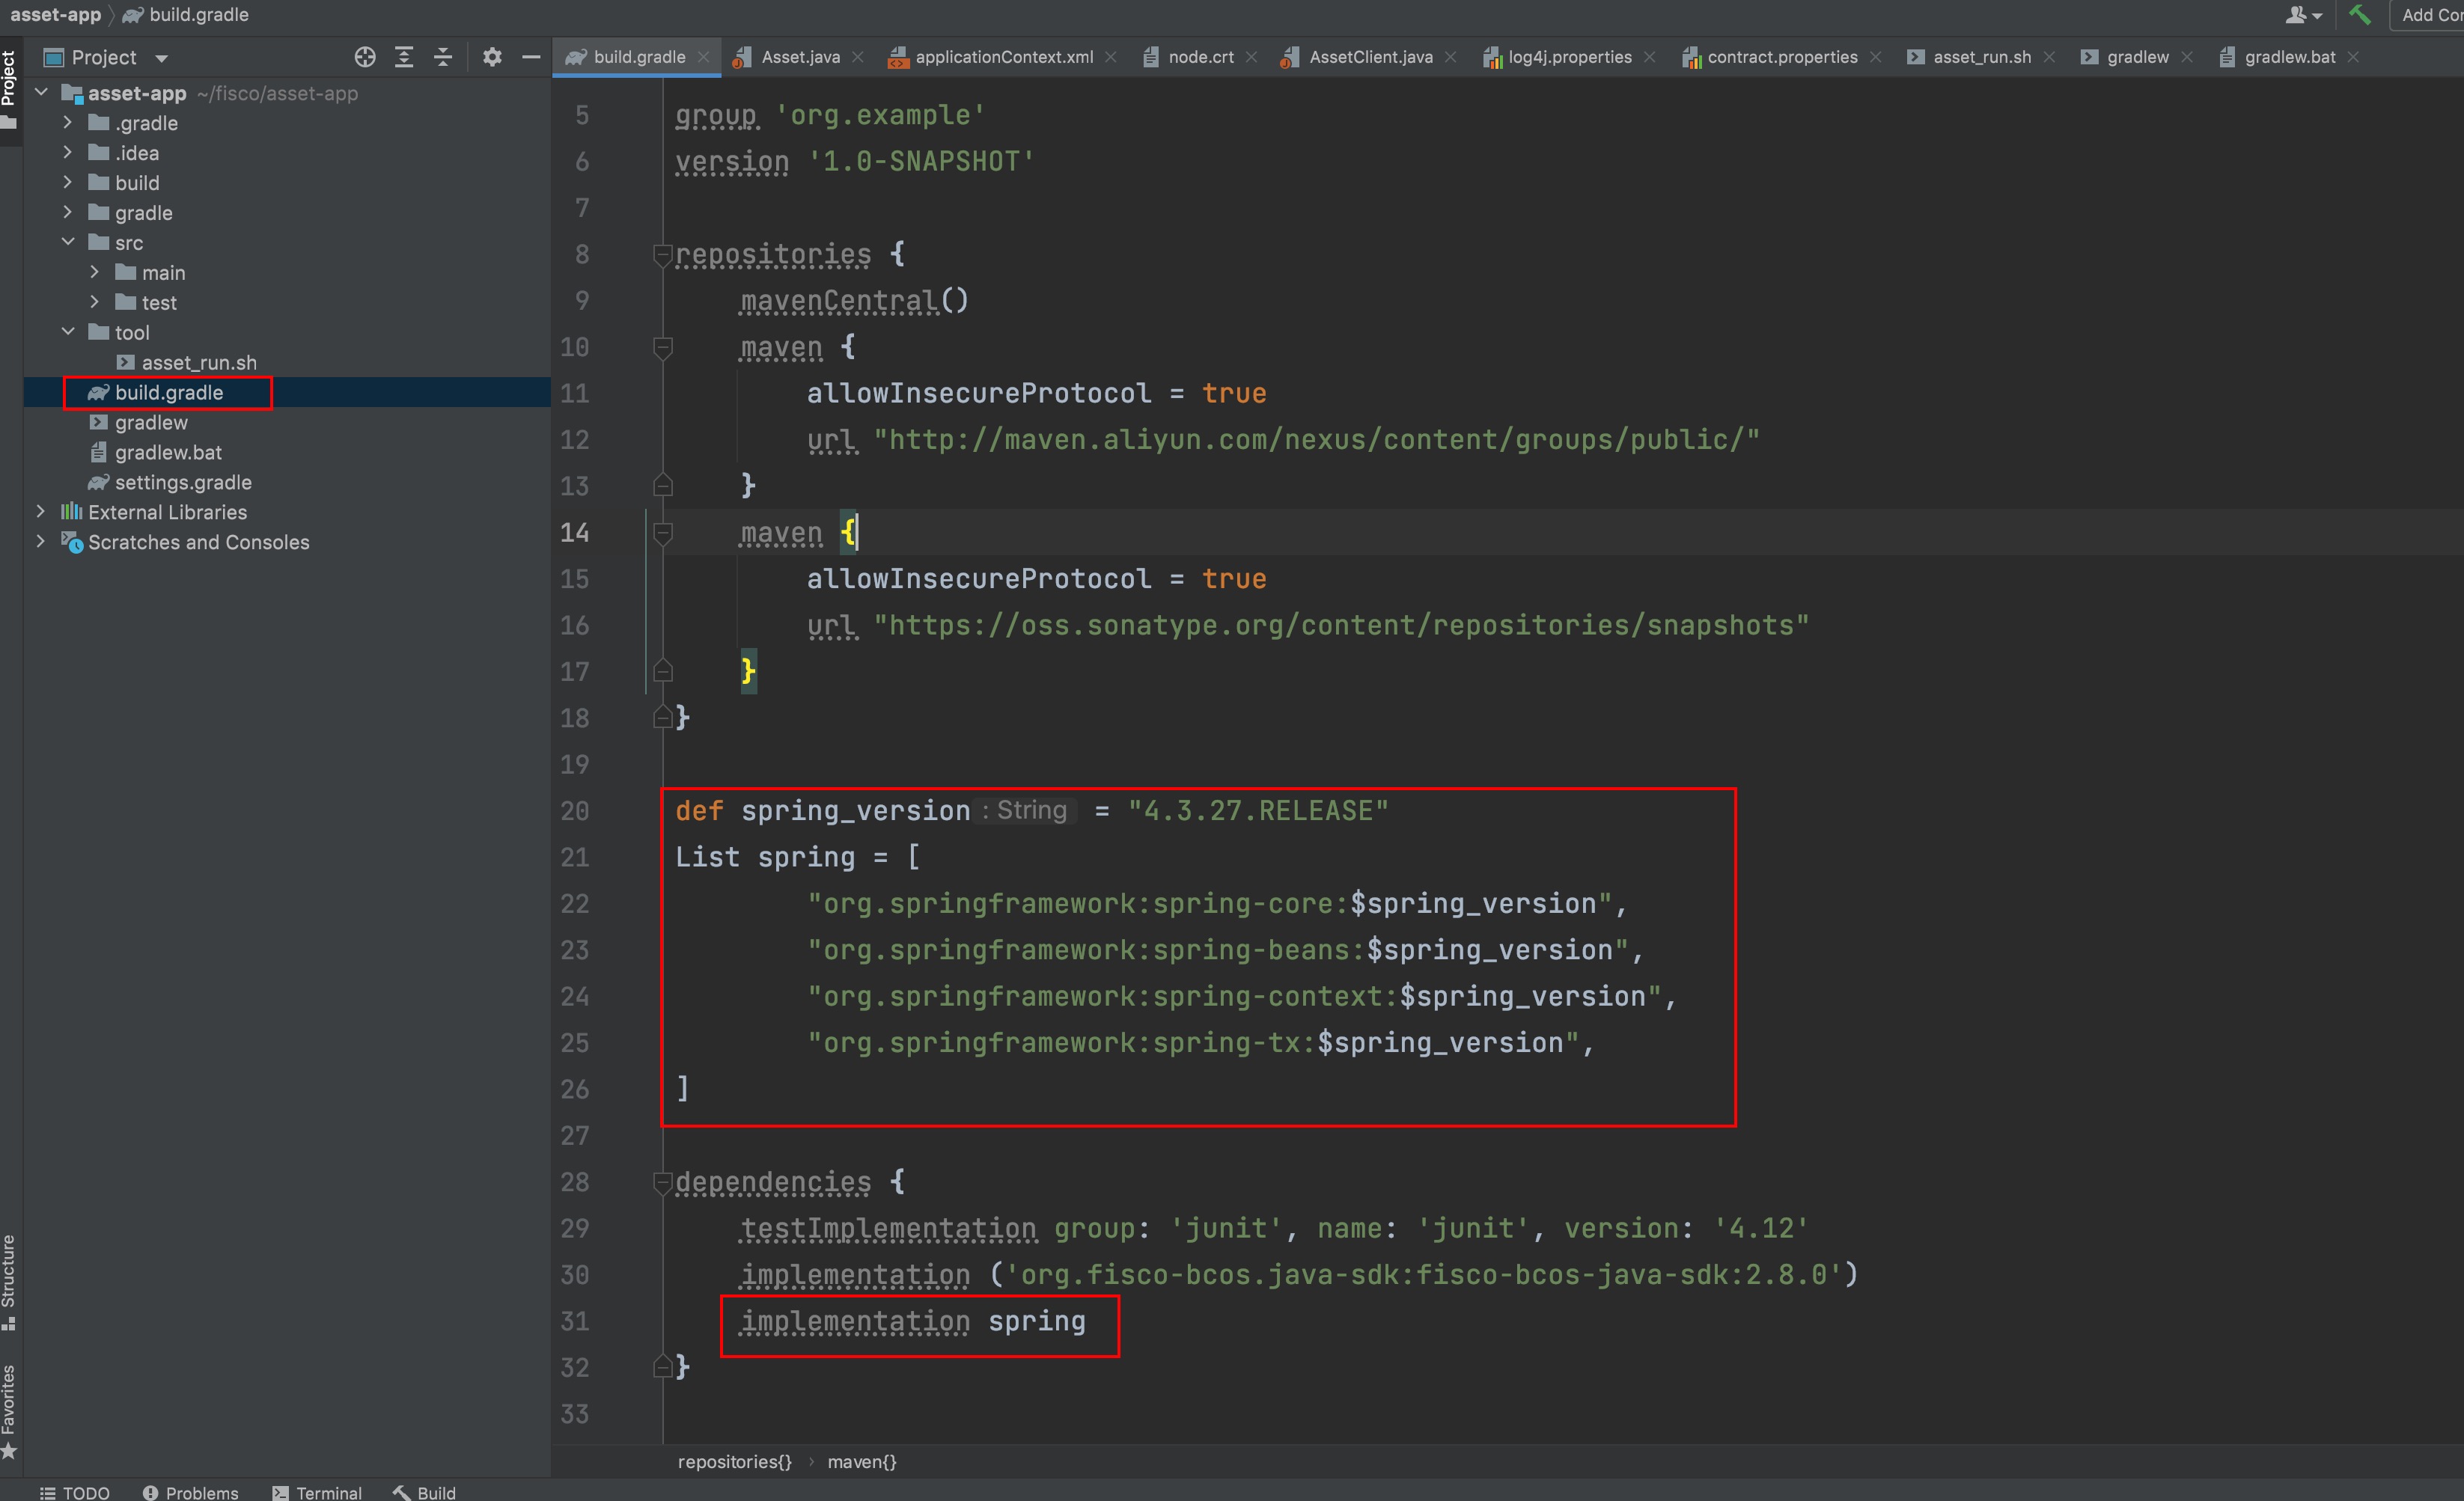 asset-app build.gradle
Add Con
Project
Project
build.gradle
Asset.java
applicationContext.xml
node.crt
AssetClient.java
log4j.properties
contract.properties
asset_run.sh
gradlew
gradlew.bat
asset-app ~/fisco/asset-app
.gradle
.idea
build
gradle
src
main
test
tool
asset_run.sh
build.gradle
gradlew
gradlew.bat
settings.gradle
External Libraries
Scratches and Consoles
5 group 'org.example'
6 version '1.0-SNAPSHOT'
7
8 repositories {
9 mavenCentral()
10 maven {
11 allowInsecureProtocol = true
12 url "http://maven.aliyun.com/nexus/content/groups/public/"
13 }
14 maven {
15 allowInsecureProtocol = true
16 url "https://oss.sonatype.org/content/repositories/snapshots"
17 }
18 }
19
20 def spring_version : String = "4.3.27.RELEASE"
21 List spring = [
22 "org.springframework:spring-core:$spring_version",
23 "org.springframework:spring-beans:$spring_version",
24 "org.springframework:spring-context:$spring_version",
25 "org.springframework:spring-tx:$spring_version",
26 ]
27
28 dependencies {
29 testImplementation group: 'junit', name: 'junit', version: '4.12'
30 implementation ('org.fisco-bcos.java-sdk:fisco-bcos-java-sdk:2.8.0')
31 implementation spring
32 }
33
Structure
Favorites
repositories{} › maven{}
TODO
Problems
Terminal
Build